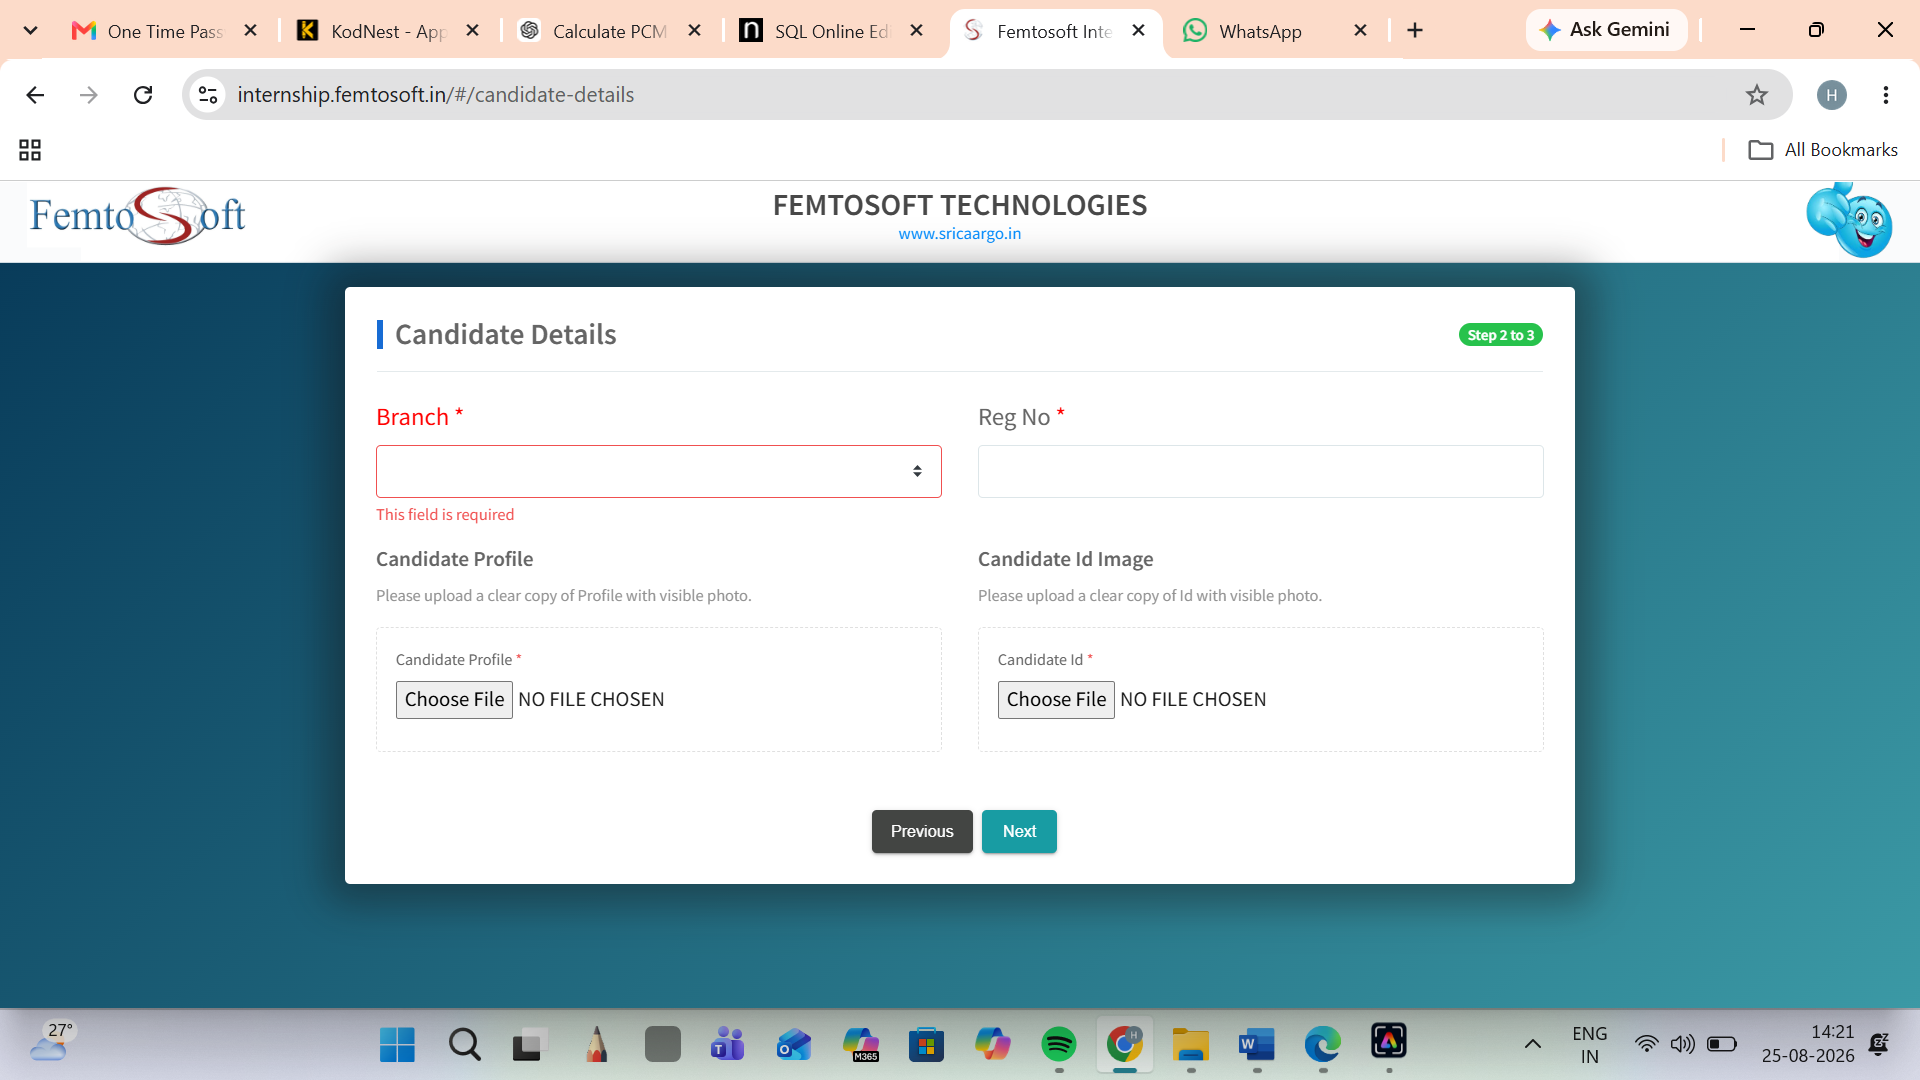 One Time Pass
KodNest - App
Calculate PCM
SQL Online Edi
Femtosoft Inte
WhatsApp
Ask Gemini
internship.femtosoft.in/#/candidate-details
H
All Bookmarks
FemtoSoft
FEMTOSOFT TECHNOLOGIES
www.sricaargo.in
Candidate Details
Step 2 to 3
Branch *
Reg No *
This field is required
Candidate Profile
Candidate Id Image
Please upload a clear copy of Profile with visible photo.
Please upload a clear copy of Id with visible photo.
Candidate Profile *
Choose File NO FILE CHOSEN
Candidate Id *
Choose File NO FILE CHOSEN
Previous
Next
27°
M365
ENG
IN
14:21
25-08-2026